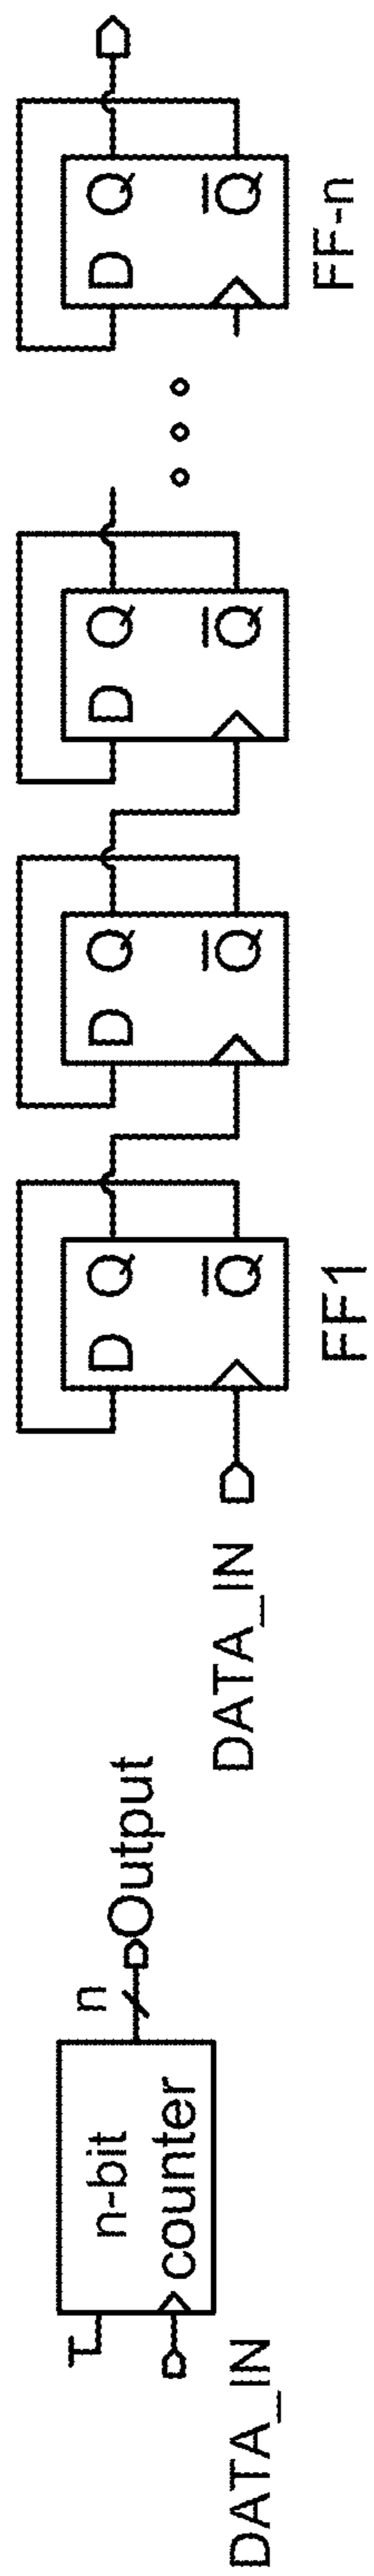 n-bit
counter
n
Output
DATA_IN
DATA_IN
D Q
Q
FF1
D Q
Q
D Q
Q
D Q
Q
FF-n